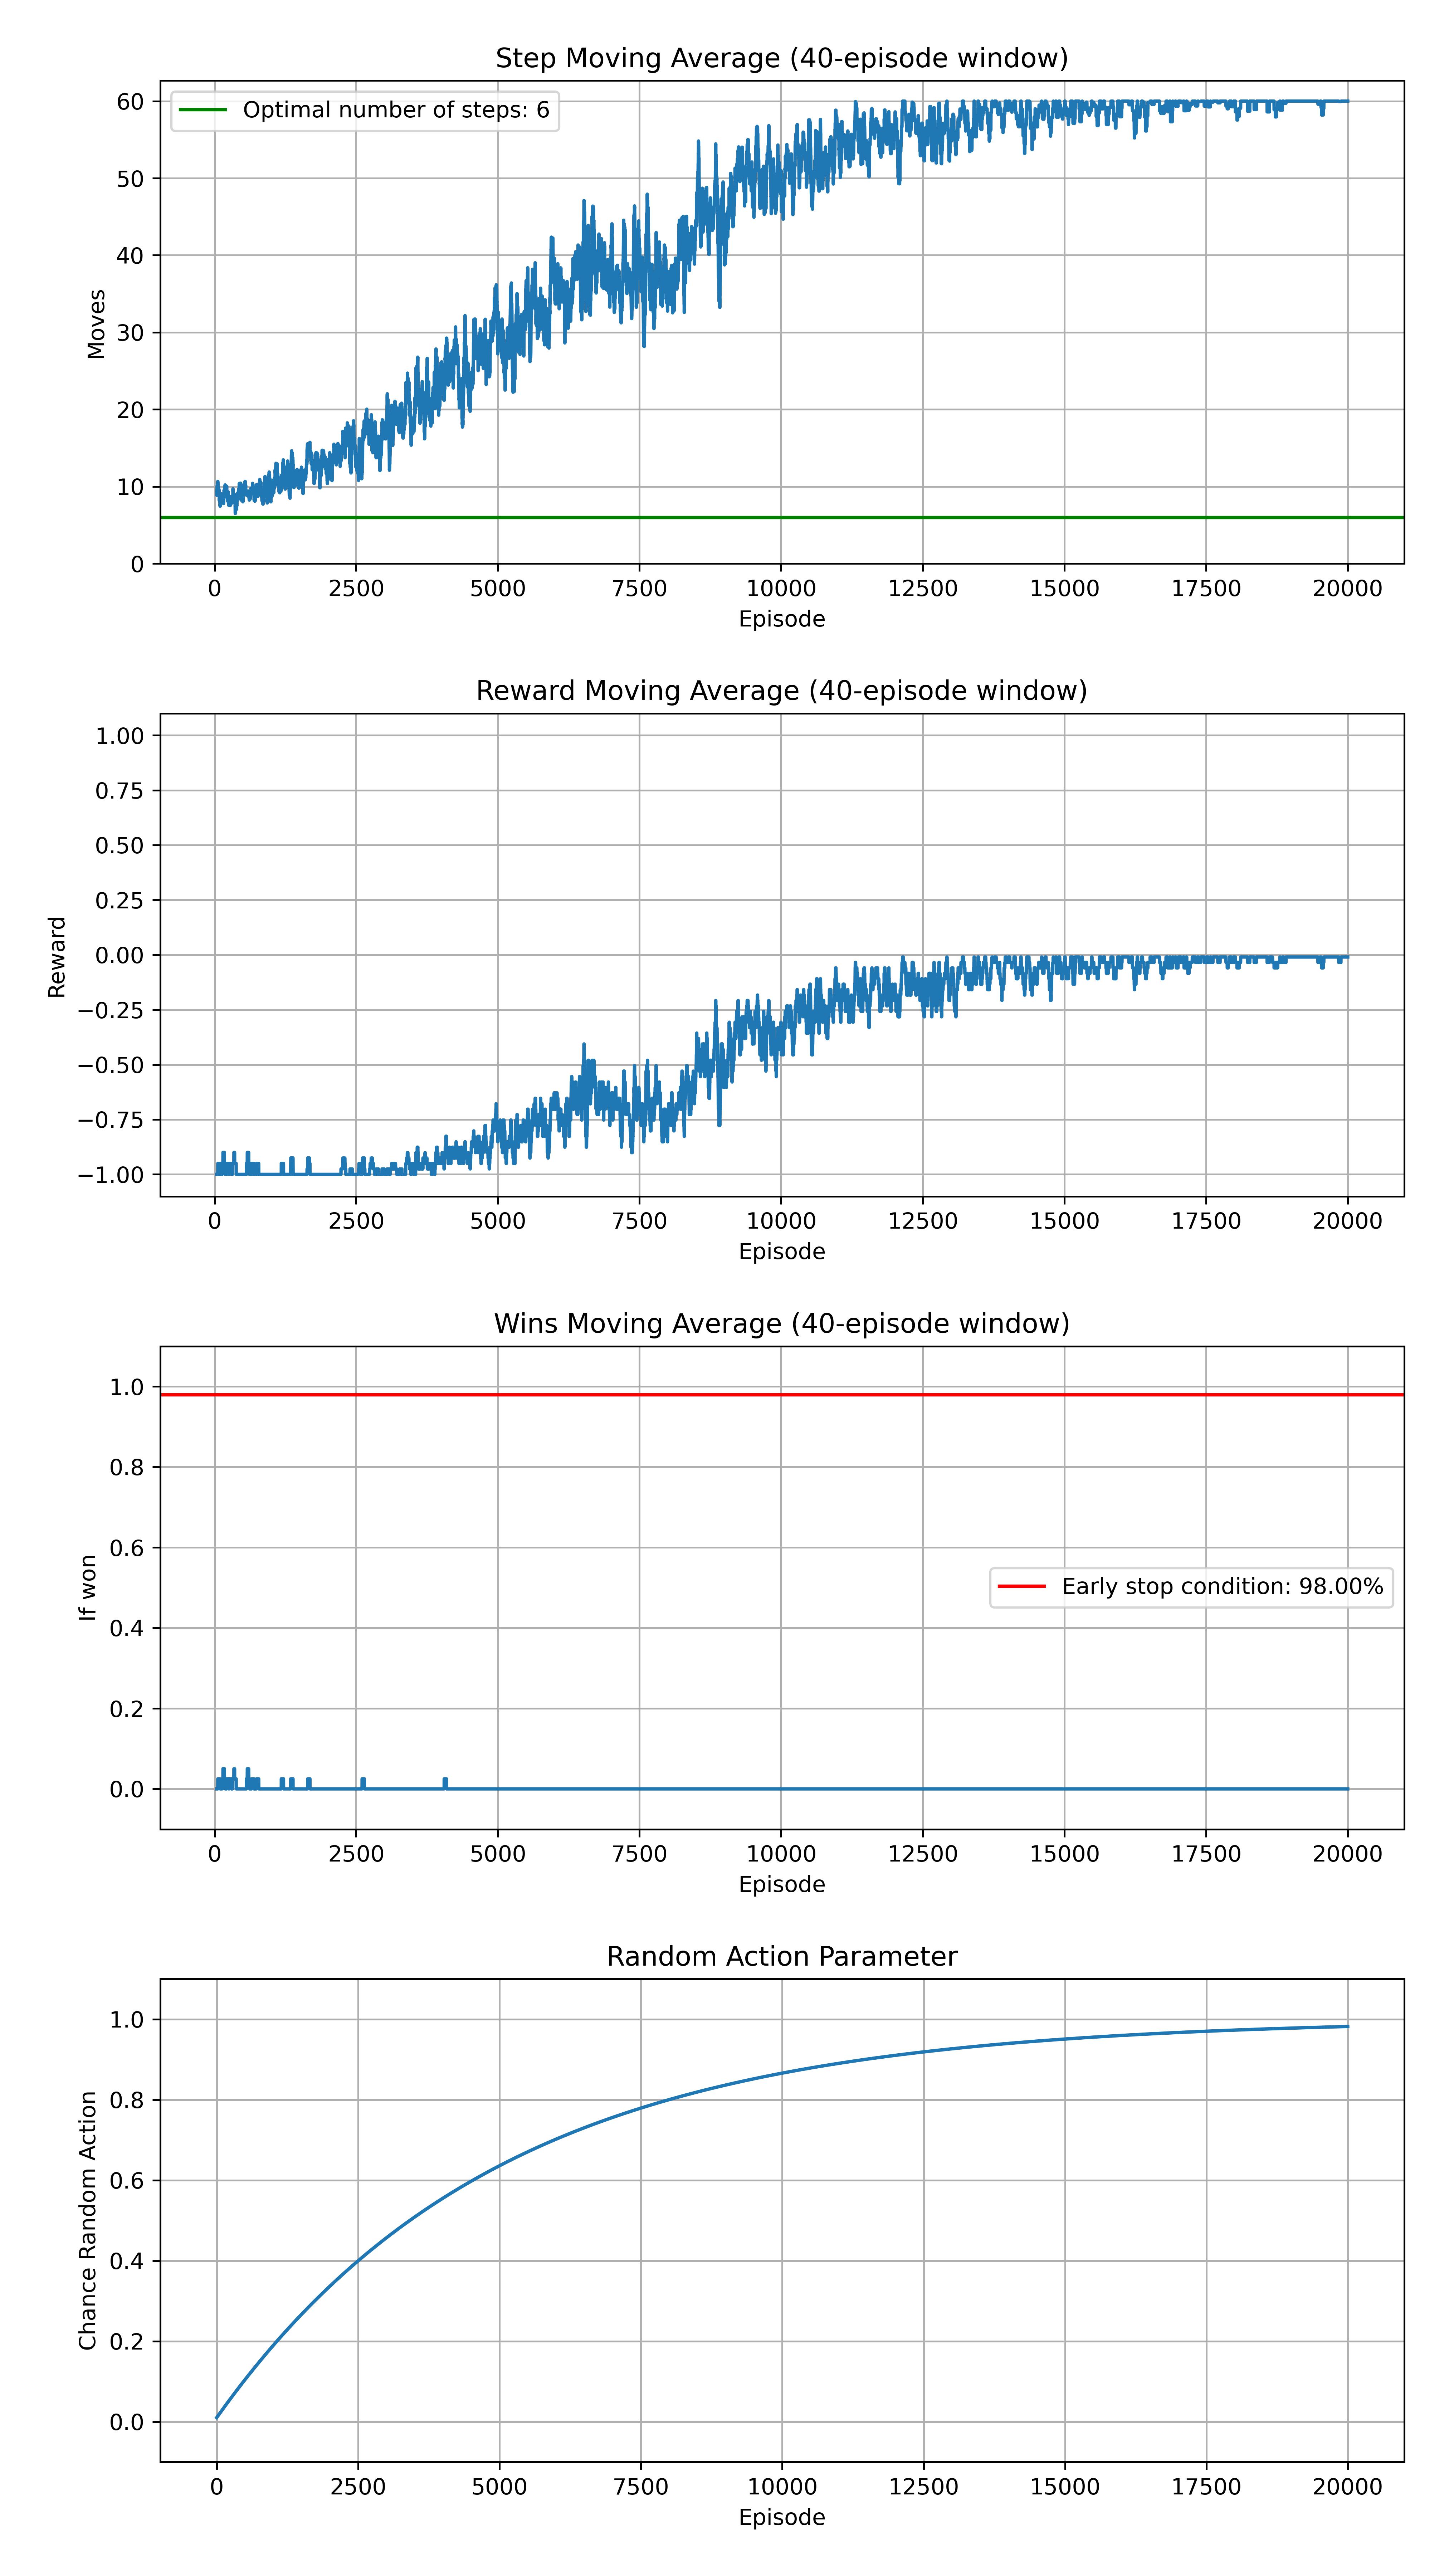 Step Moving Average (40-episode window)
Optimal number of steps: 6
60
50
40
30
20
10
0
Moves
0 2500 5000 7500 10000 12500 15000 17500 20000
Episode
Reward Moving Average (40-episode window)
1.00
0.75
0.50
0.25
0.00
−0.25
−0.50
−0.75
−1.00
Reward
0 2500 5000 7500 10000 12500 15000 17500 20000
Episode
Wins Moving Average (40-episode window)
1.0
0.8
0.6
0.4
0.2
0.0
If won
Early stop condition: 98.00%
0 2500 5000 7500 10000 12500 15000 17500 20000
Episode
Random Action Parameter
1.0
0.8
0.6
0.4
0.2
0.0
Chance Random Action
0 2500 5000 7500 10000 12500 15000 17500 20000
Episode